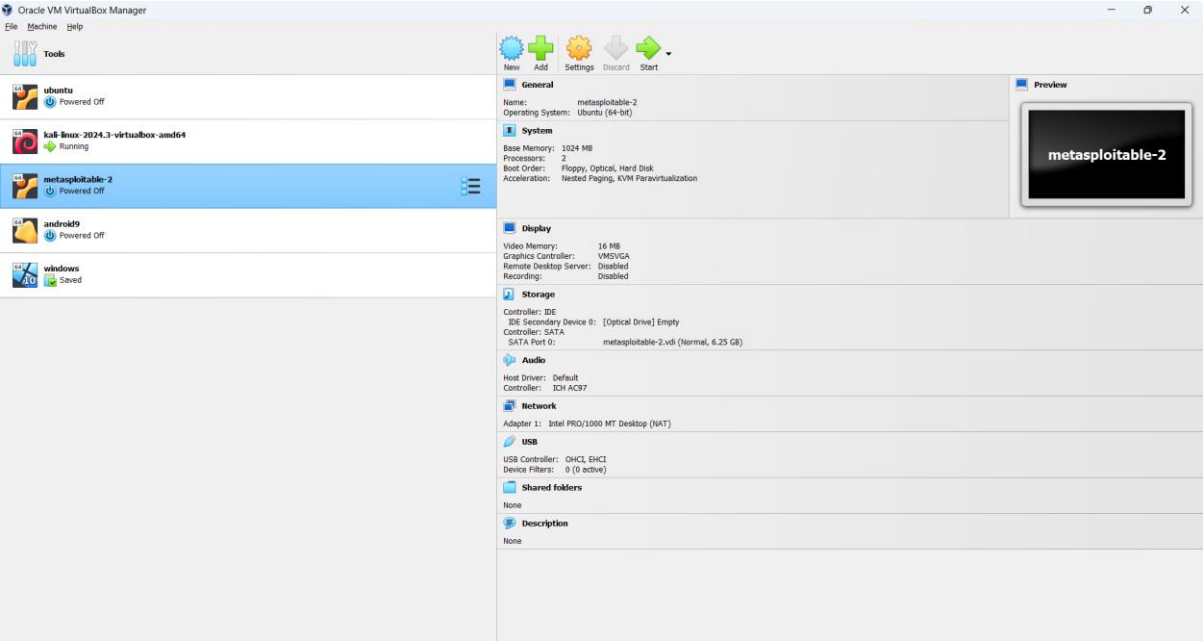 Oracle VM VirtualBox Manager
File Machine Help
Tools
64
ubuntu
Powered Off
64
kali-linux-2024.3-virtualbox-amd64
Running
64
metasploitable-2
Powered Off
64
android9
Powered Off
64
10
windows
Saved
New Add Settings Discard Start
General
Name: metasploitable-2
Operating System: Ubuntu (64-bit)
System
Base Memory: 1024 MB
Processors: 2
Boot Order: Floppy, Optical, Hard Disk
Acceleration: Nested Paging, KVM Paravirtualization
Preview
metasploitable-2
Display
Video Memory: 16 MB
Graphics Controller: VMSVGA
Remote Desktop Server: Disabled
Recording: Disabled
Storage
Controller: IDE
IDE Secondary Device 0: [Optical Drive] Empty
Controller: SATA
SATA Port 0: metasploitable-2.vdi (Normal, 6.25 GB)
Audio
Host Driver: Default
Controller: ICH AC97
Network
Adapter 1: Intel PRO/1000 MT Desktop (NAT)
USB
USB Controller: OHCI, EHCI
Device Filters: 0 (0 active)
Shared folders
None
Description
None